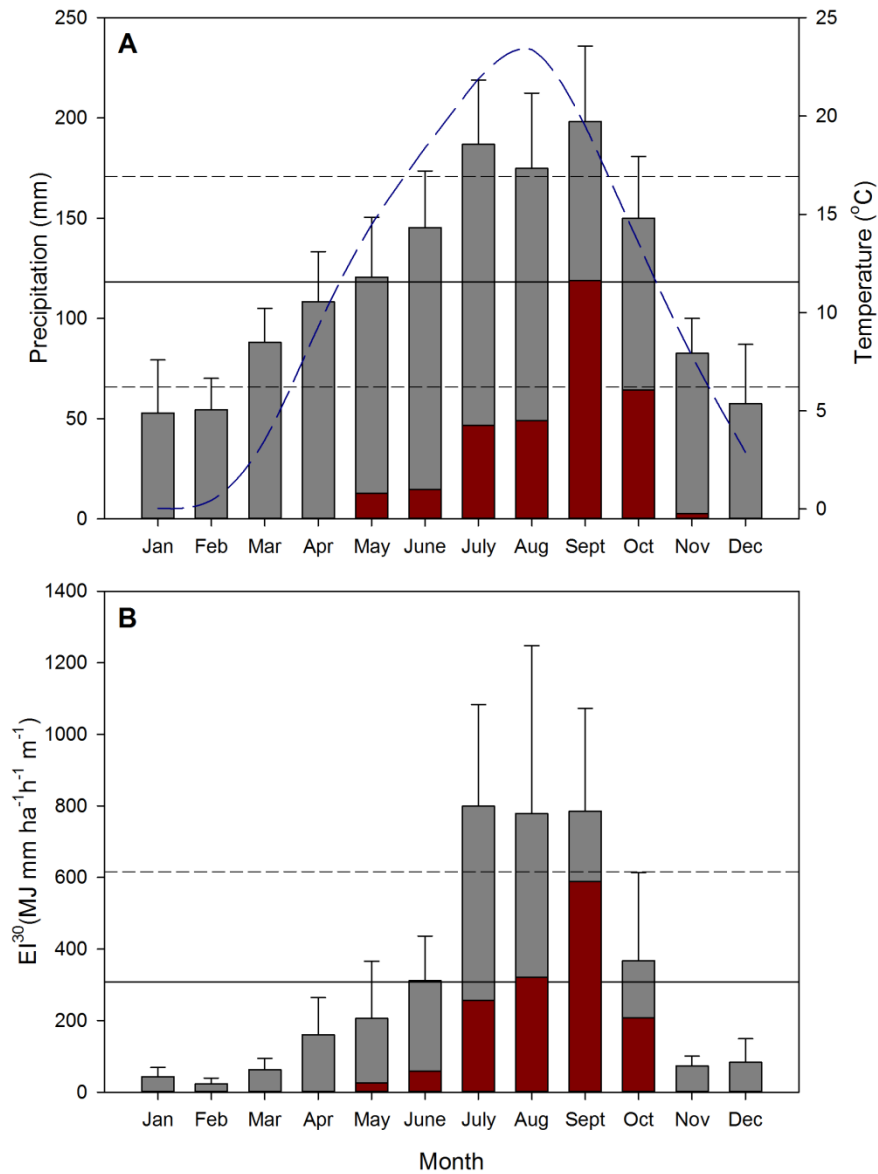 A
Precipitation (mm)
250
200
150
100
50
0
Temperature (°C)
25
20
15
10
5
0
Jan Feb Mar Apr May June July Aug Sept Oct Nov Dec
B
EI³⁰(MJ mm ha⁻¹h⁻¹ m⁻¹)
1400
1200
1000
800
600
400
200
0
Jan Feb Mar Apr May June July Aug Sept Oct Nov Dec
Month